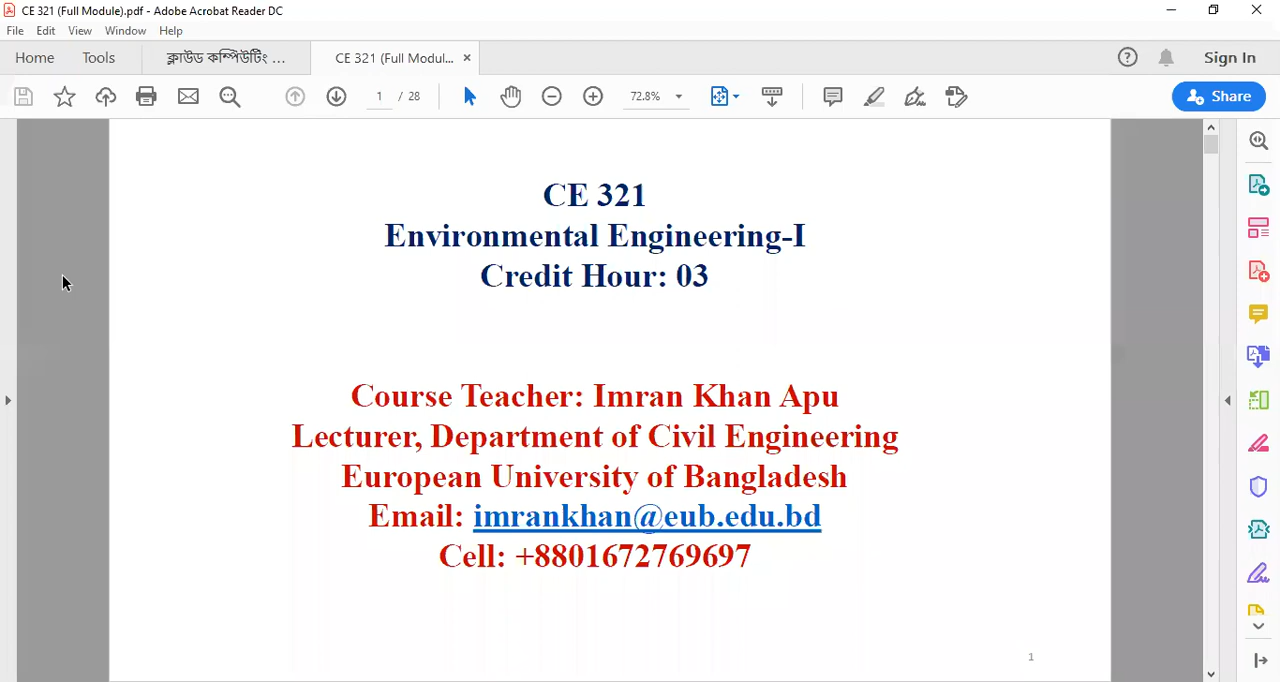 CE 321 (Full Module).pdf - Adobe Acrobat Reader DC
File Edit View Window Help
Home Tools ক্লাউড কম্পিউটিং ... CE 321 (Full Modul... × Sign In
1 / 28 72.8% Share
CE 321
Environmental Engineering-I
Credit Hour: 03
Course Teacher: Imran Khan Apu
Lecturer, Department of Civil Engineering
European University of Bangladesh
Email: imrankhan@eub.edu.bd
Cell: +8801672769697
1